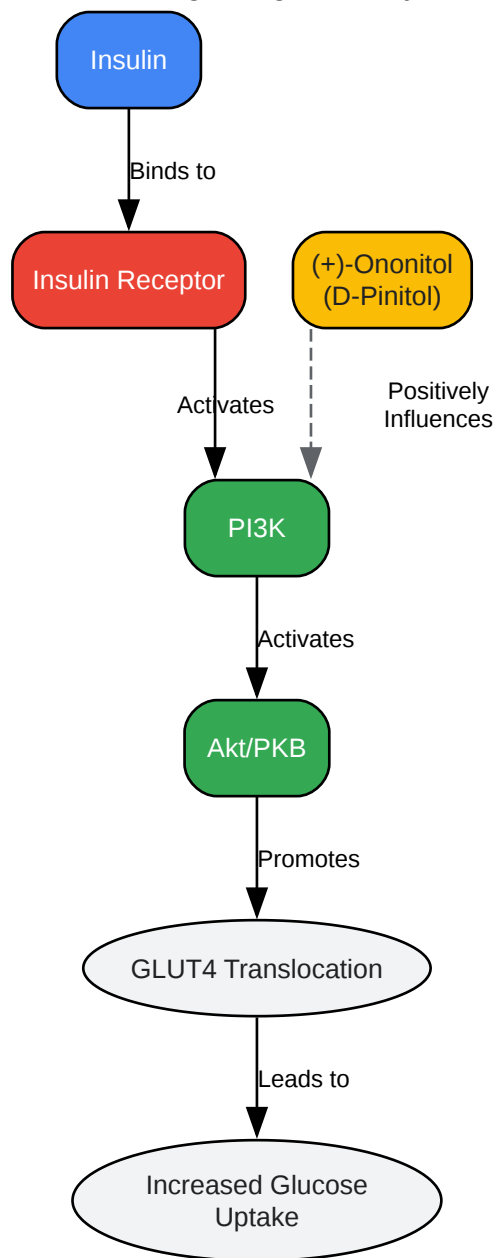 Insulin
Binds to
Insulin Receptor
(+)-Ononitol
(D-Pinitol)
Activates
Positively
Influences
PI3K
Activates
Akt/PKB
Promotes
GLUT4 Translocation
Leads to
Increased Glucose
Uptake